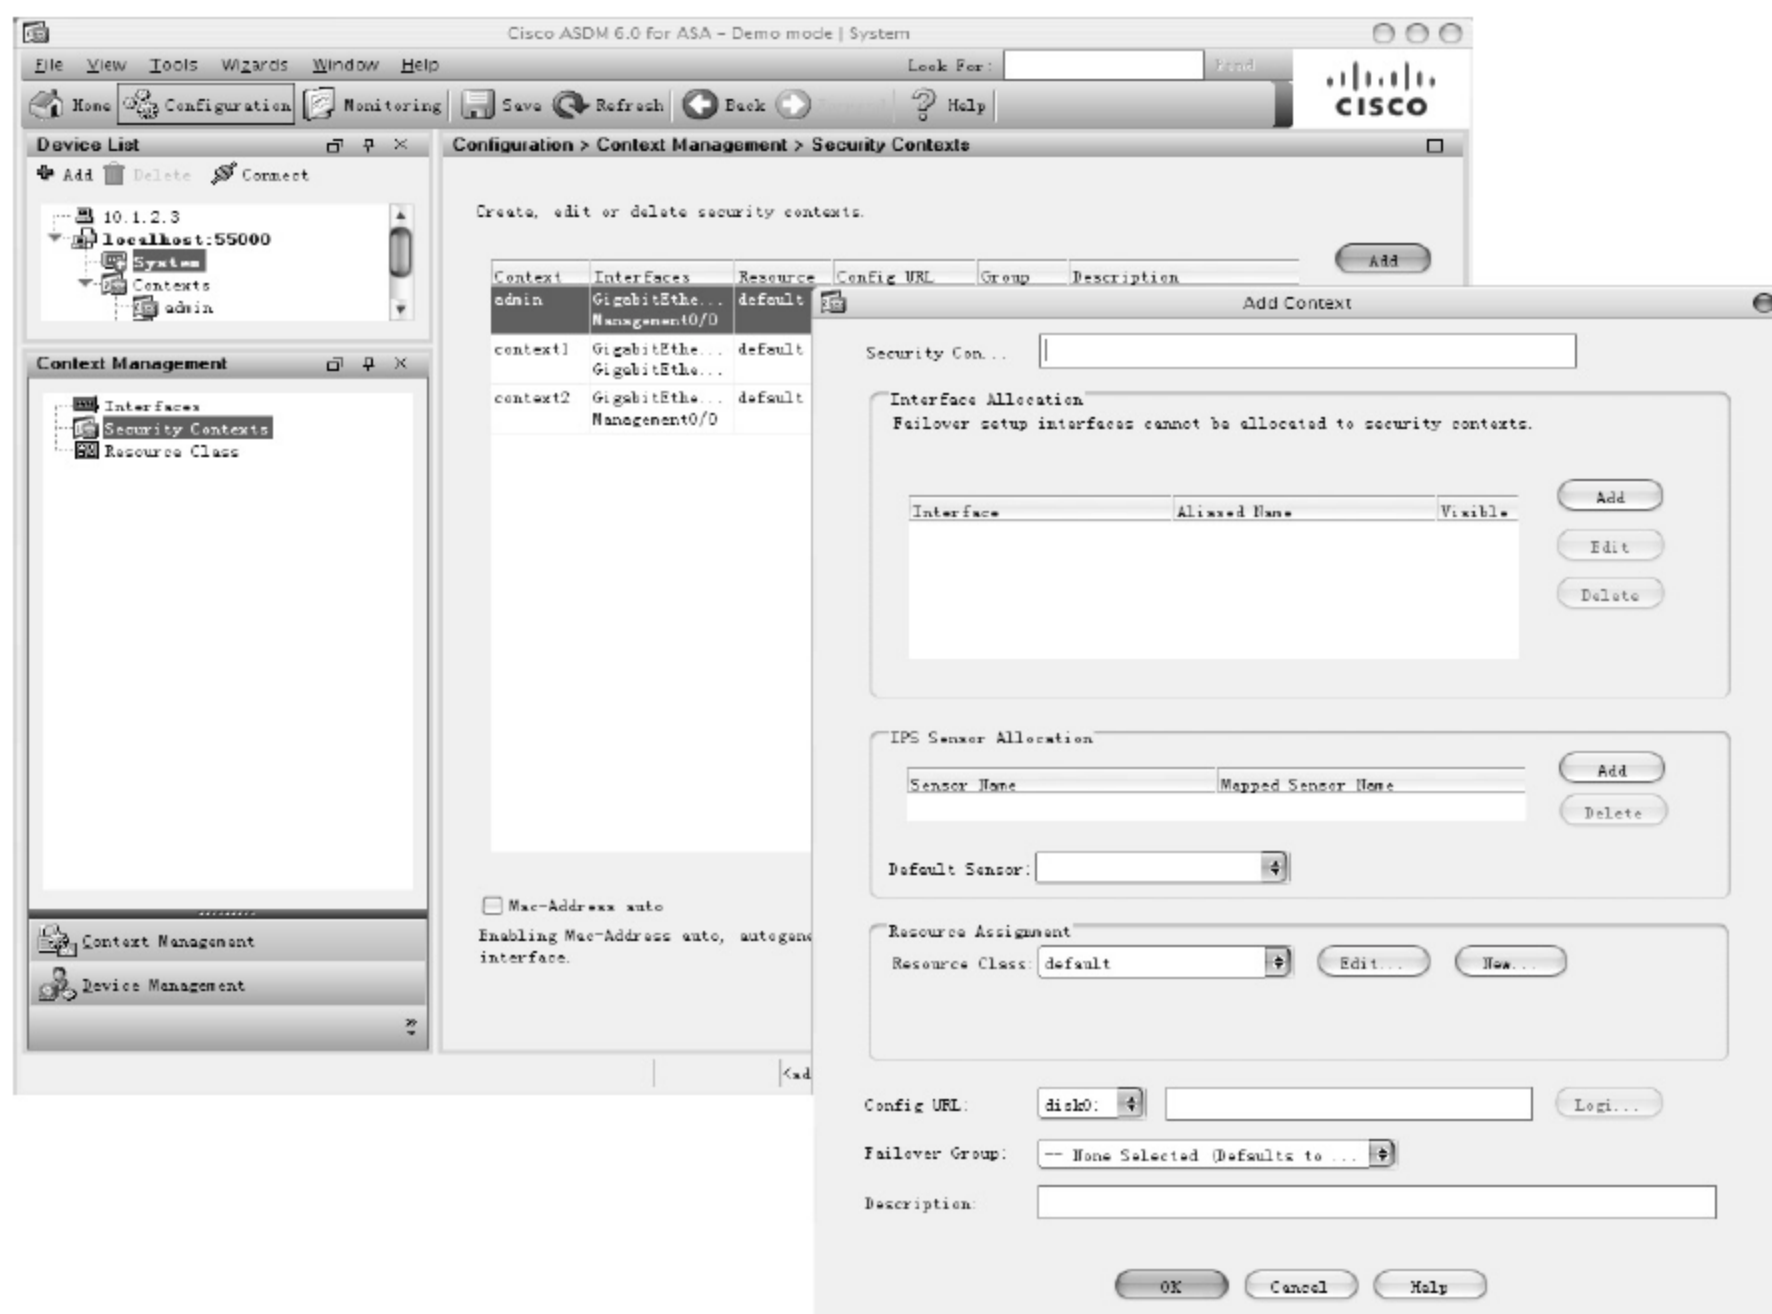 Cisco ASDM 6.0 for ASA - Demo mode | System
File View Tools Wizards Window Help
Look For: Find
Home Configuration Monitoring Save Refresh Back Help
CISCO
Device List
Add Delete Connect
10.1.2.3
localhost:55000
System
Contexts
admin
Context Management
Interfaces
Security Contexts
Resource Class
Context Management
Device Management
Configuration > Context Management > Security Contexts
Create, edit or delete security contexts.
Add
Context Interfaces Resource Config URL Group Description
admin GigabitEthe... default
Management0/0
context1 GigabitEthe... default
GigabitEthe...
context2 GigabitEthe... default
Management0/0
Mac-Address auto
Enabling Mac-Address auto, autogene
interface.
<ad
Add Context
Security Con...
Interface Allocation
Failover setup interfaces cannot be allocated to security contexts.
Interface Aliased Name Visible
Add
Edit
Delete
IPS Sensor Allocation
Sensor Name Mapped Sensor Name
Add
Delete
Default Sensor:
Resource Assignment
Resource Class: default Edit... New...
Config URL: disk0: Logi...
Failover Group: -- None Selected (Defaults to ...
Description:
OK Cancel Help